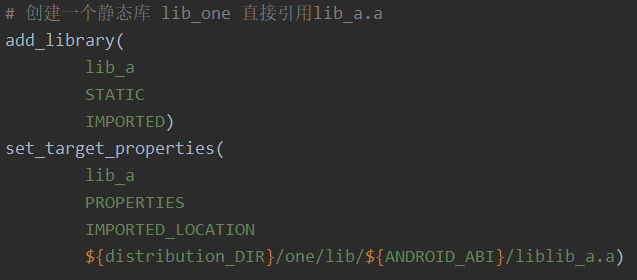 # 创建一个静态库 lib_one 直接引用lib_a.a
add_library(
lib_a
STATIC
IMPORTED)
set_target_properties(
lib_a
PROPERTIES
IMPORTED_LOCATION
${distribution_DIR}/one/lib/${ANDROID_ABI}/liblib_a.a)